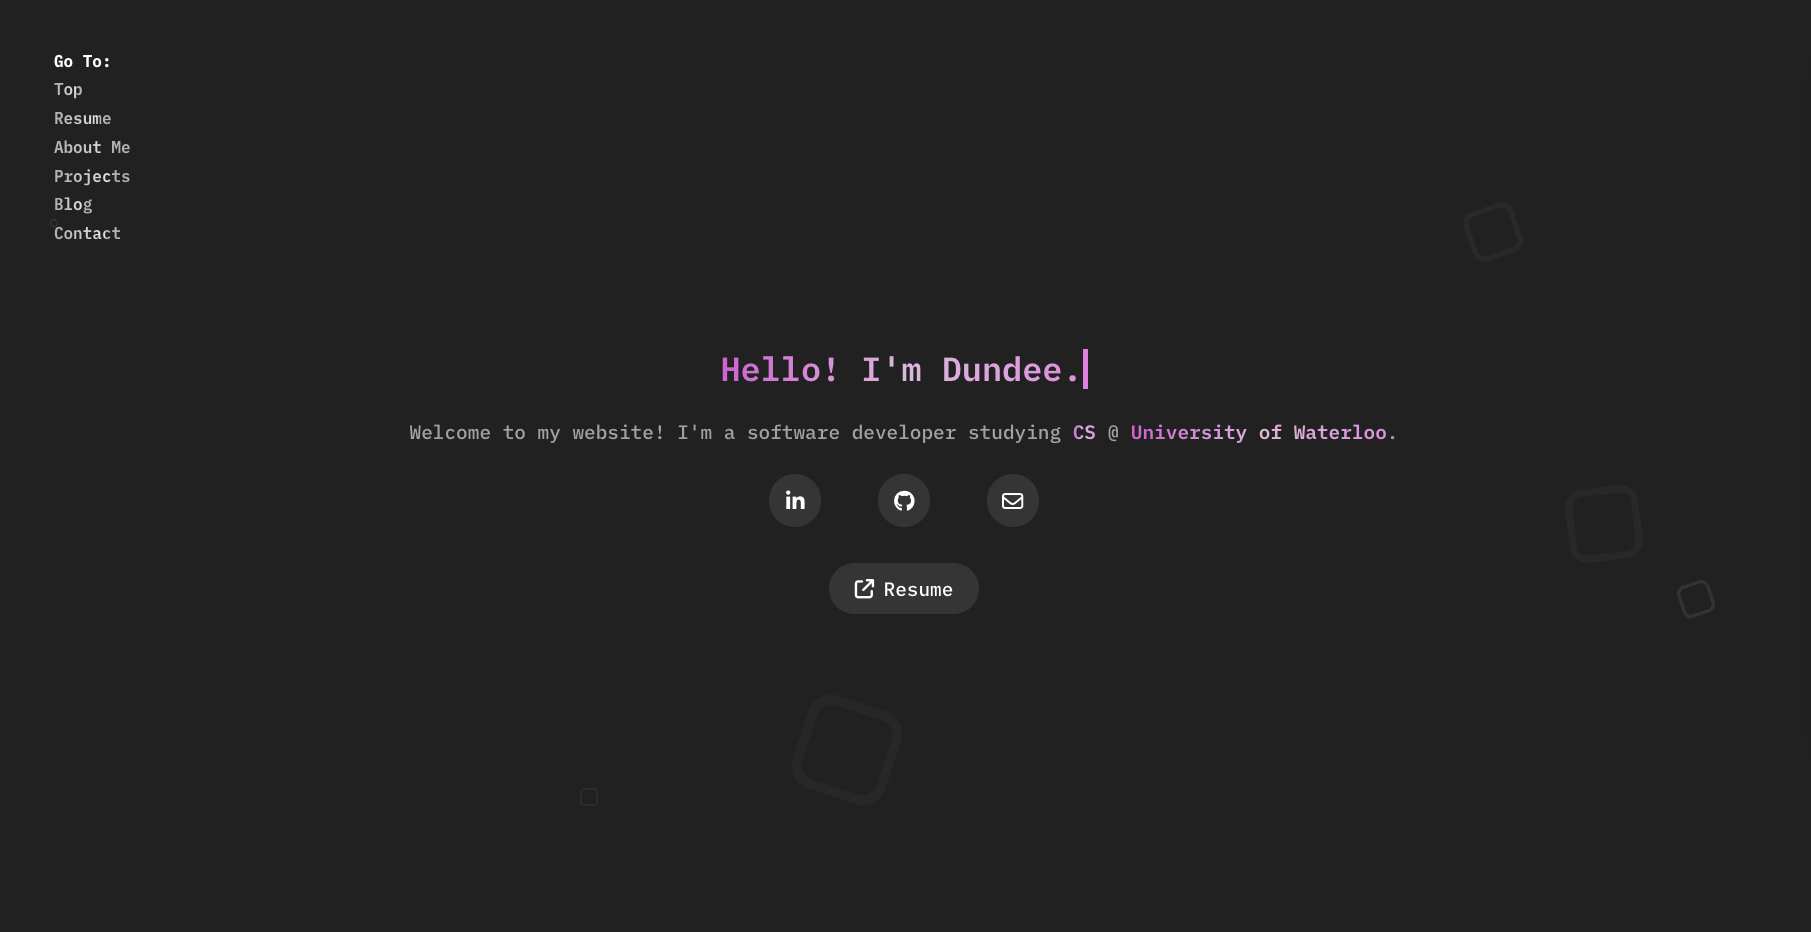 Go To:
Top
Resume
About Me
Projects
Blog
Contact
Hello! I'm Dundee.
Welcome to my website! I'm a software developer studying CS @ University of Waterloo.
in
Resume